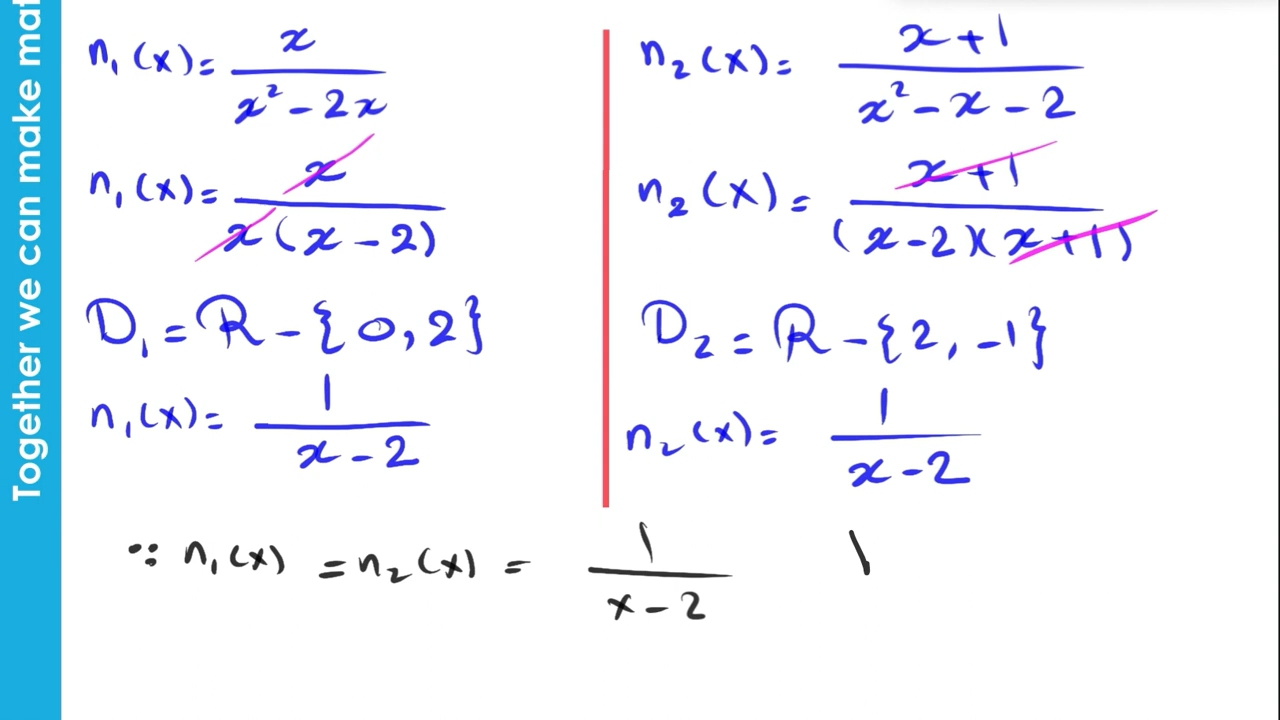 Together we can make mat
n₁(x) = x / (x² - 2x)
n₁(x) = x / (x(x - 2))
D₁ = R - {0, 2}
n₁(x) = 1 / (x - 2)
n₂(x) = (x + 1) / (x² - x - 2)
n₂(x) = (x + 1) / ((x - 2)(x + 1))
D₂ = R - {2, -1}
n₂(x) = 1 / (x - 2)
∵ n₁(x) = n₂(x) = 1 / (x - 2) \